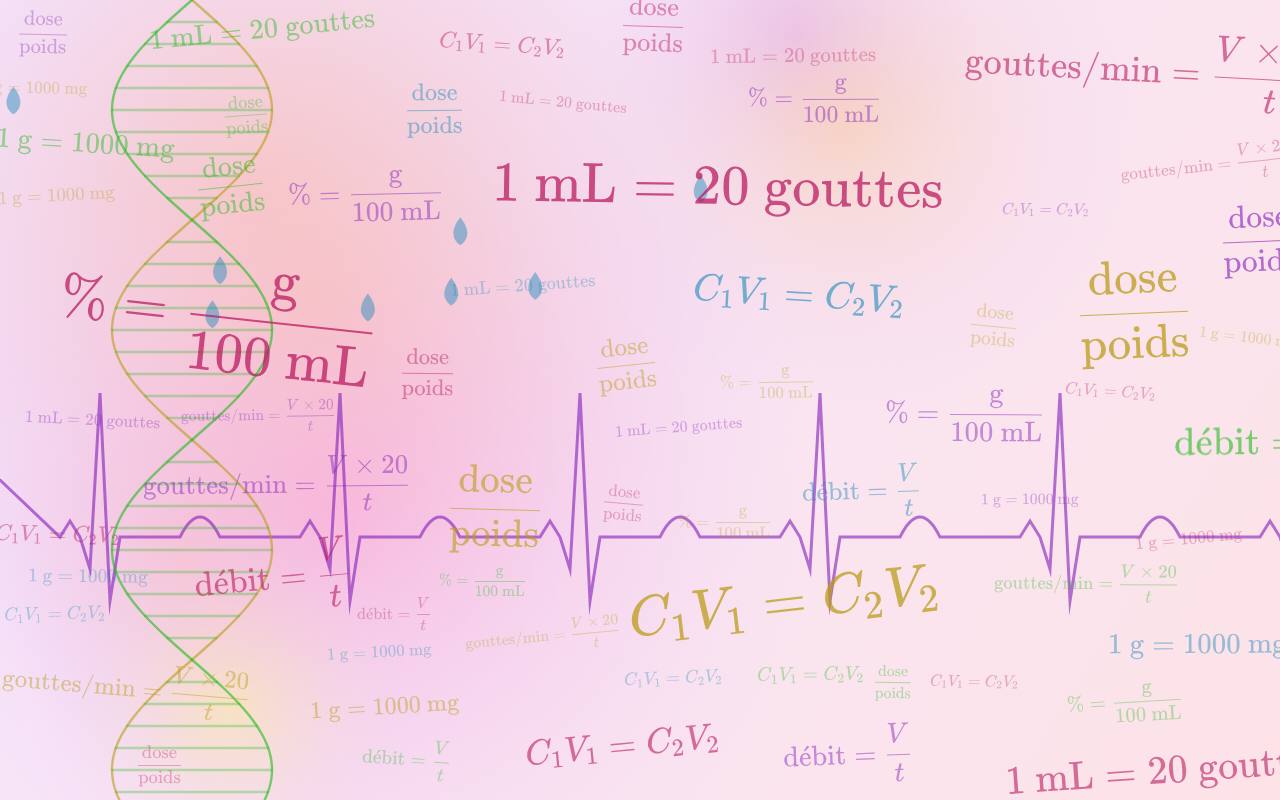 dose / poids
1 mL = 20 gouttes
C₁V₁ = C₂V₂
dose / poids
1 mL = 20 gouttes
gouttes/min = V × / t
= 1000 mg
dose / poids
1 mL = 20 gouttes
% = g / 100 mL
dose / poids
1 g = 1000 mg
dose / poids
gouttes/min = V × 2 / t
1 g = 1000 mg
% = g / 100 mL
1 mL = 20 gouttes
C₁V₁ = C₂V₂
dose / poids
% = g / 100 mL
mL = 20 gouttes
C₁V₁ = C₂V₂
dose / poids
dose / poids
1 g = 1000
dose / poids
dose / poids
% = g / 100 mL
C₁V₁ = C₂V₂
1 mL = 20 gouttes
gouttes/min = V × 20 / t
1 mL = 20 gouttes
% = g / 100 mL
débit =
gouttes/min = V × 20 / t
dose / poids
dose / poids
débit = V / t
1 g = 1000 mg
C₁V₁ = C₂V₂
% = g / 100 mL
1 g = 1000 mg
1 g = 1000 mg
débit = V / t
% = g / 100 mL
C₁V₁ = C₂V₂
gouttes/min = V × 20 / t
C₁V₁ = C₂V₂
débit = V / t
gouttes/min = V × 20 / t
1 g = 1000 mg
1 g = 1000 mg
gouttes/min = V × 20 / t
C₁V₁ = C₂V₂
C₁V₁ = C₂V₂
dose / poids
C₁V₁ = C₂V₂
1 g = 1000 mg
% = g / 100 mL
dose / poids
débit = V / t
C₁V₁ = C₂V₂
débit = V / t
1 mL = 20 goutt